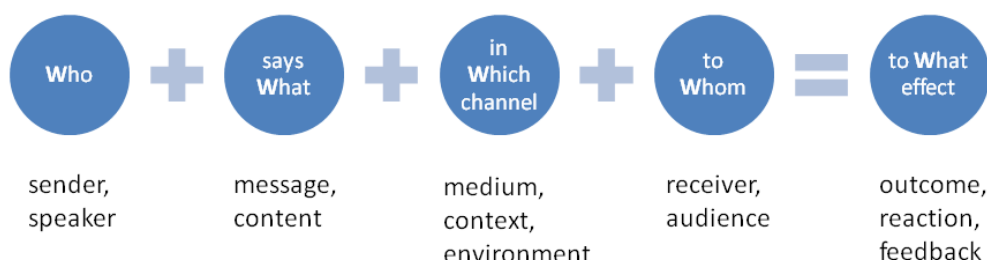 Who
says
What
in
Which
channel
to
Whom
to What
effect
sender,
speaker
message,
content
medium,
context,
environment
receiver,
audience
outcome,
reaction,
feedback